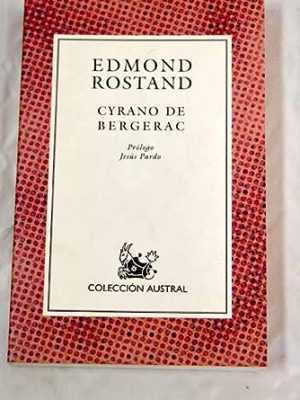 EDMOND
ROSTAND
CYRANO DE
BERGERAC
Prólogo
Jesús Pardo
COLECCIÓN AUSTRAL